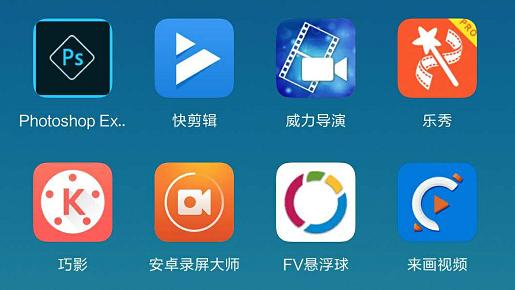 Ps
PRO
Photoshop Ex..
快剪辑
威力导演
乐秀
K
巧影
安卓录屏大师
FV悬浮球
来画视频